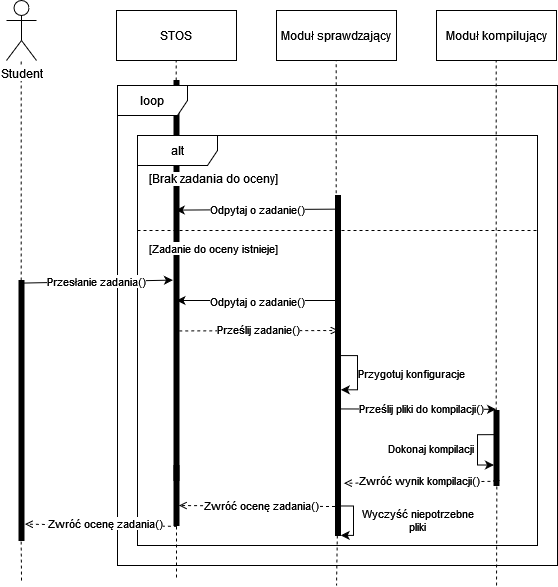 Student
STOS
Moduł sprawdzający
Moduł kompilujący
loop
alt
[Brak zadania do oceny]
Odpytaj o zadanie()
[Zadanie do oceny istnieje]
Przesłanie zadania()
Odpytaj o zadanie()
Prześlij zadanie()
Przygotuj konfiguracje
Prześlij pliki do kompilacji()
Dokonaj kompilacji
Zwróć wynik kompilacji()
Zwróć ocenę zadania()
Wyczyść niepotrzebne
pliki
Zwróć ocenę zadania()